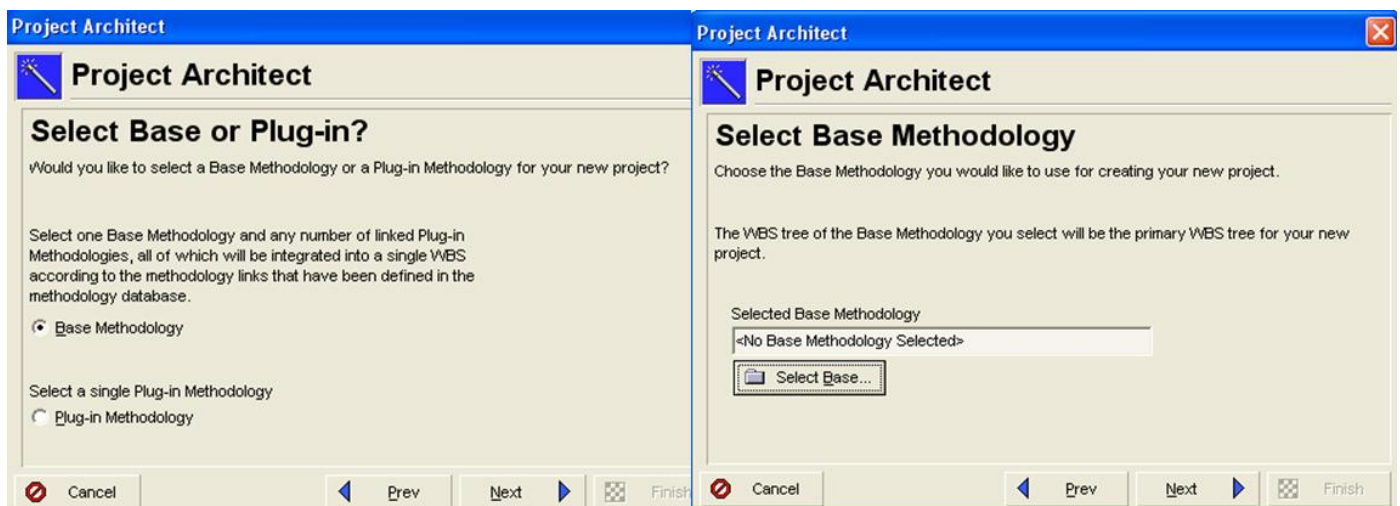 Project Architect
Project Architect
Select Base or Plug-in?
Would you like to select a Base Methodology or a Plug-in Methodology for your new project?
Select one Base Methodology and any number of linked Plug-in
Methodologies, all of which will be integrated into a single WBS
according to the methodology links that have been defined in the
methodology database.
Base Methodology
Select a single Plug-in Methodology
Plug-in Methodology
Cancel
Prev
Next
Finish
Project Architect
Project Architect
Select Base Methodology
Choose the Base Methodology you would like to use for creating your new project.
The WBS tree of the Base Methodology you select will be the primary WBS tree for your new
project.
Selected Base Methodology
<No Base Methodology Selected>
Select Base...
Cancel
Prev
Next
Finish